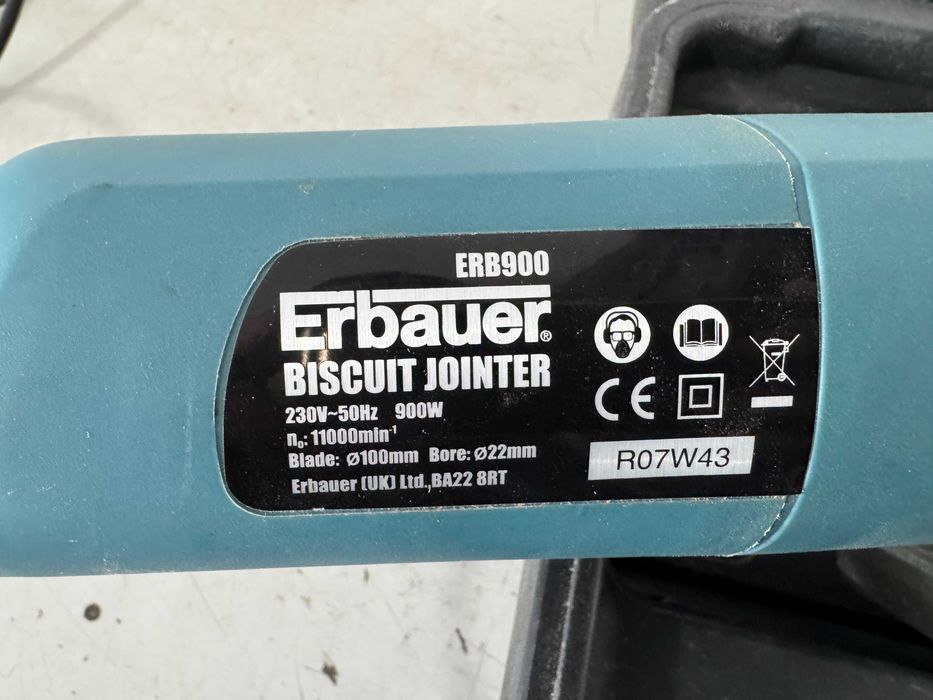 ERB900
Erbauer®
BISCUIT JOINTER
230V~50Hz 900W
n₀: 11000min⁻¹
Blade: Ø100mm Bore: Ø22mm
Erbauer (UK) Ltd.,BA22 8RT
CE
R07W43